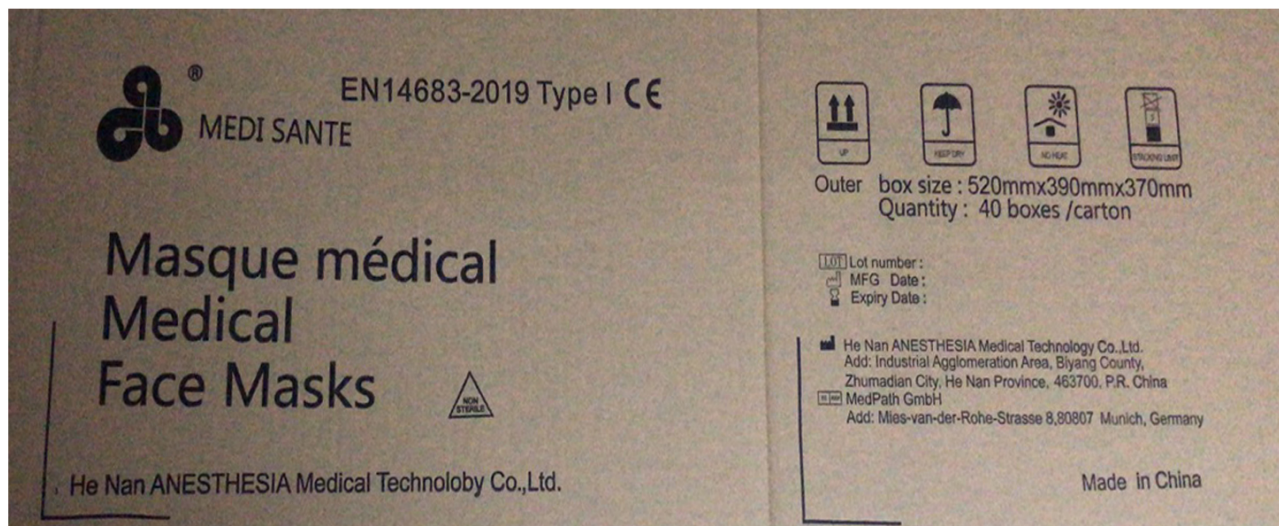 ®
MEDI SANTE
EN14683-2019 Type I CE
Masque médical
Medical
Face Masks
NON
STERILE
He Nan ANESTHESIA Medical Technoloby Co.,Ltd.
UP
KEEP DRY
NO HEAT
STACKING LIMIT
Outer box size : 520mmx390mmx370mm
Quantity : 40 boxes /carton
LOT Lot number :
MFG Date :
Expiry Date :
He Nan ANESTHESIA Medical Technology Co.,Ltd.
Add: Industrial Agglomeration Area, Biyang County,
Zhumadian City, He Nan Province, 463700, P.R. China
MedPath GmbH
Add: Mies-van-der-Rohe-Strasse 8,80807 Munich, Germany
Made in China